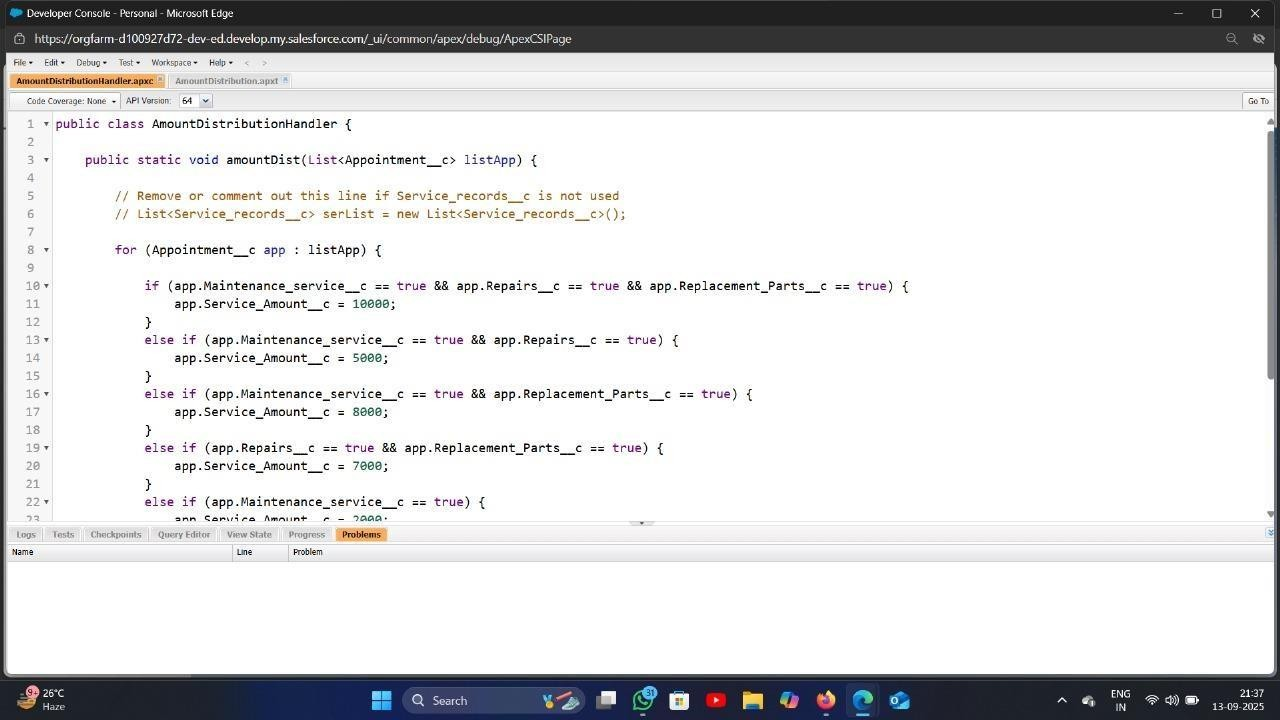 Developer Console - Personal - Microsoft Edge
https://orgfarm-d100927d72-dev-ed.develop.my.salesforce.com/_ui/common/apex/debug/ApexCSIPage
File Edit Debug Test Workspace Help < >
AmountDistributionHandler.apxc AmountDistribution.apxt
Code Coverage: None API Version: 64 Go To
1 public class AmountDistributionHandler {
2
3 public static void amountDist(List<Appointment__c> listApp) {
4
5 // Remove or comment out this line if Service_records__c is not used
6 // List<Service_records__c> serList = new List<Service_records__c>();
7
8 for (Appointment__c app : listApp) {
9
10 if (app.Maintenance_service__c == true && app.Repairs__c == true && app.Replacement_Parts__c == true) {
11 app.Service_Amount__c = 10000;
12 }
13 else if (app.Maintenance_service__c == true && app.Repairs__c == true) {
14 app.Service_Amount__c = 5000;
15 }
16 else if (app.Maintenance_service__c == true && app.Replacement_Parts__c == true) {
17 app.Service_Amount__c = 8000;
18 }
19 else if (app.Repairs__c == true && app.Replacement_Parts__c == true) {
20 app.Service_Amount__c = 7000;
21 }
22 else if (app.Maintenance_service__c == true) {
23 app.Service_Amount__c = 2000;
Logs Tests Checkpoints Query Editor View State Progress Problems
Name Line Problem
9+ 26°C
Haze
Search
31
ENG
IN
21:37
13-09-2025